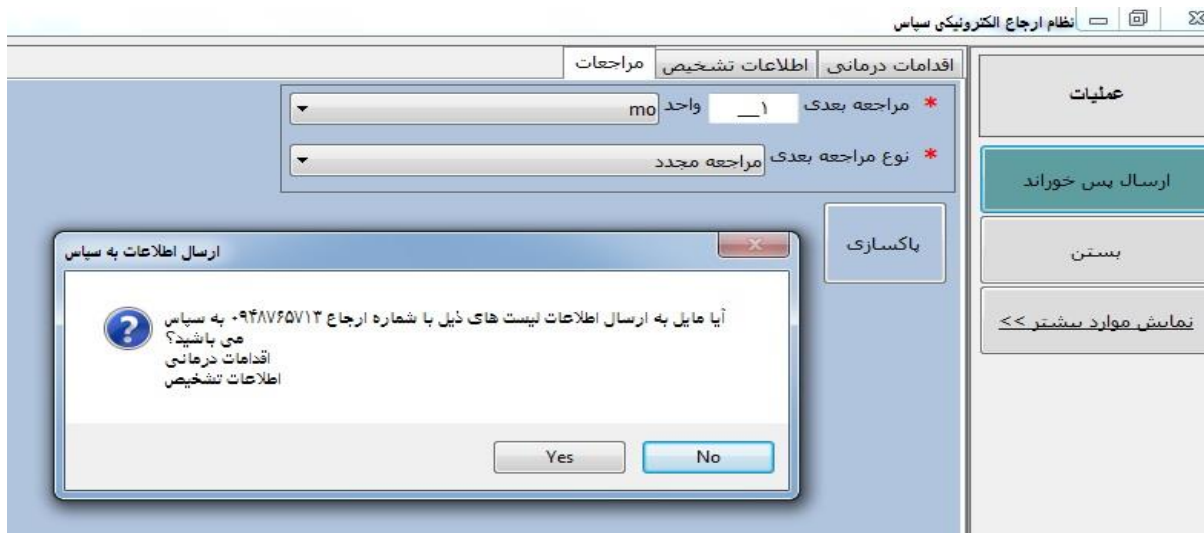 نظام ارجاع الکترونیکی سپاس
عملیات
ارسال پس خوراند
بستن
نمایش موارد بیشتر >>
اقدامات درمانی
اطلاعات تشخیص
مراجعات
* مراجعه بعدی ۱__ واحد mo
* نوع مراجعه بعدی مراجعه مجدد
پاکسازی
ارسال اطلاعات به سپاس
آیا مایل به ارسال اطلاعات لیست های ذیل با شماره ارجاع ۰۹۴۸۷۶۵۷۱۳ به سپاس
می باشید؟
اقدامات درمانی
اطلاعات تشخیص
Yes
No